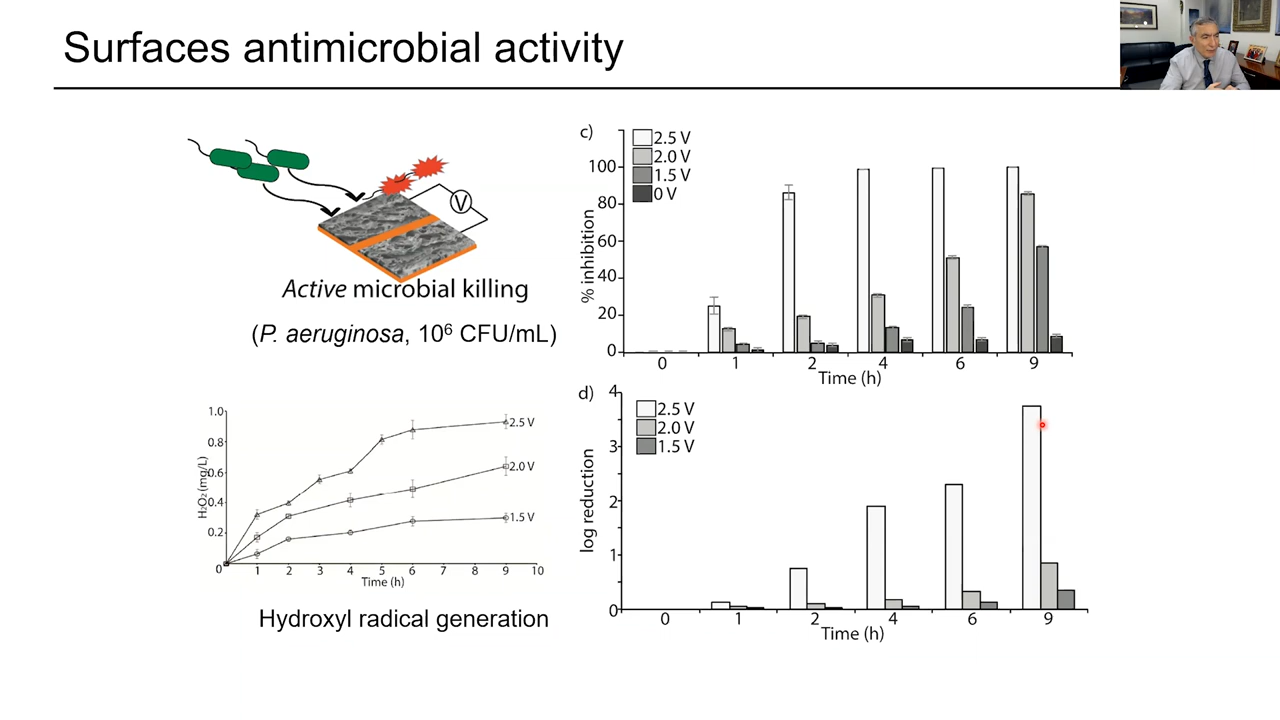 Surfaces antimicrobial activity
V
Active microbial killing
(P. aeruginosa, 10⁶ CFU/mL)
1.0
0.8
0.6
0.4
0.2
0
H₂O₂ (mg/L)
2.5 V
2.0 V
1.5 V
1 2 3 4 5 6 9 10
Time (h)
Hydroxyl radical generation
c)
2.5 V
2.0 V
1.5 V
0 V
100
80
60
40
20
0
% inhibition
0 1 2 4 6 9
Time (h)
d)
2.5 V
2.0 V
1.5 V
4
3
2
1
0
log reduction
0 1 2 4 6 9
Time (h)